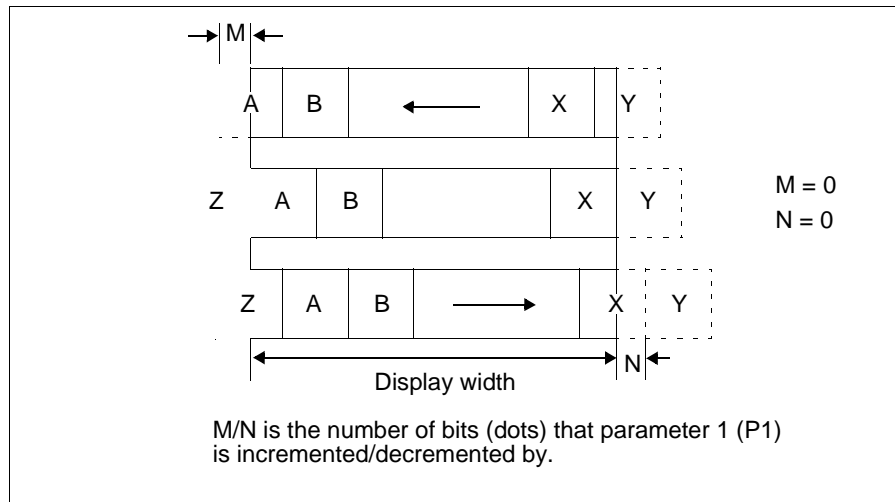 M
A B X Y
Z A B X Y
M = 0
N = 0
Z A B X Y
N
Display width
M/N is the number of bits (dots) that parameter 1 (P1)
is incremented/decremented by.